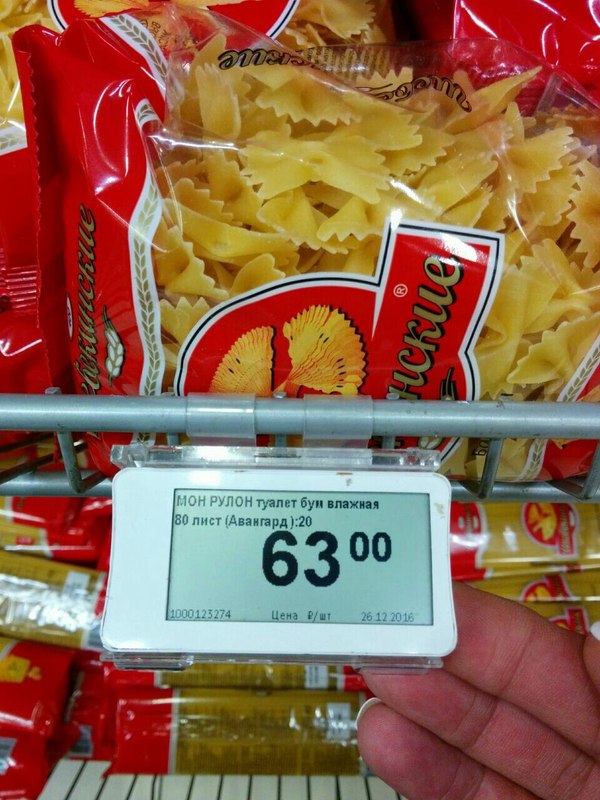 МОН РУЛОН туалет бум влажная
80 лист (Авангард):20
63 00
1000123274 Цена ₽/шт 26.12.2016